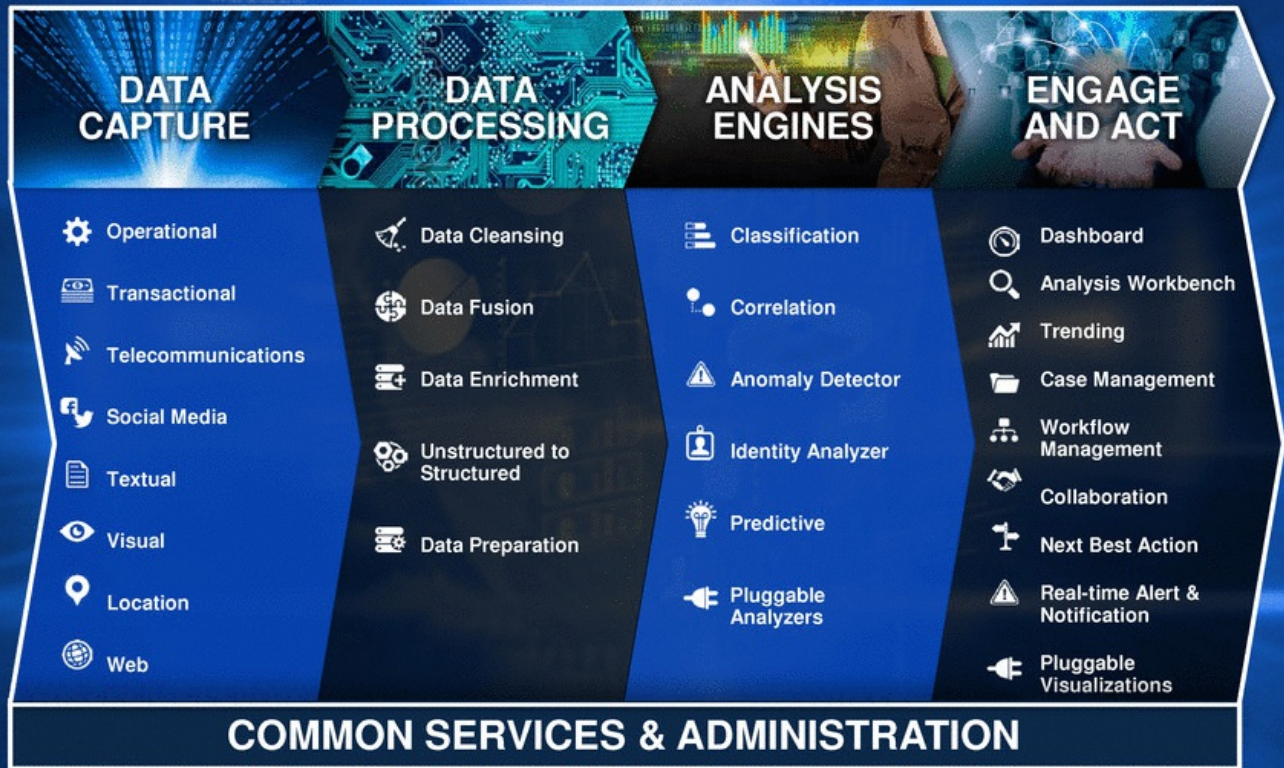 DATA
CAPTURE
DATA
PROCESSING
ANALYSIS
ENGINES
ENGAGE
AND ACT
Operational
Transactional
Telecommunications
Social Media
Textual
Visual
Location
Web
Data Cleansing
Data Fusion
Data Enrichment
Unstructured to
Structured
Data Preparation
Classification
Correlation
Anomaly Detector
Identity Analyzer
Predictive
Pluggable
Analyzers
Dashboard
Analysis Workbench
Trending
Case Management
Workflow
Management
Collaboration
Next Best Action
Real-time Alert &
Notification
Pluggable
Visualizations
COMMON SERVICES & ADMINISTRATION